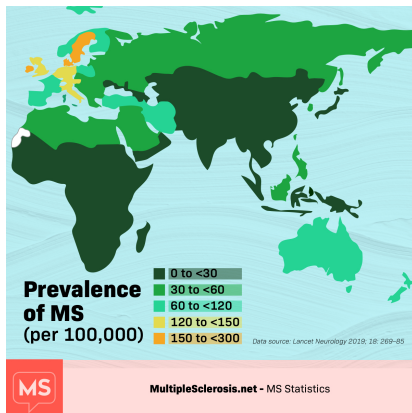 Prevalence
of MS
(per 100,000)
0 to <30
30 to <60
60 to <120
120 to <150
150 to <300
Data source: Lancet Neurology 2019; 18: 269–85
MS
MultipleSclerosis.net - MS Statistics